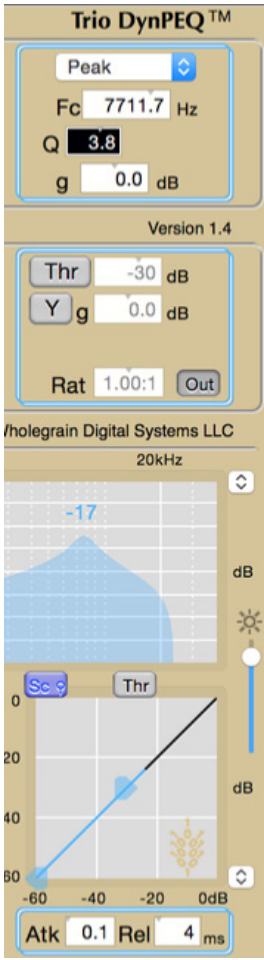 Trio DynPEQ™
Peak
Fc 7711.7 Hz
Q 3.8
g 0.0 dB
Version 1.4
Thr -30 dB
Y g 0.0 dB
Rat 1.00:1 Out
Wholegrain Digital Systems LLC
20kHz
-17
dB
Sc Thr
0
20
dB
40
60
-60 -40 -20 0dB
Atk 0.1 Rel 4 ms